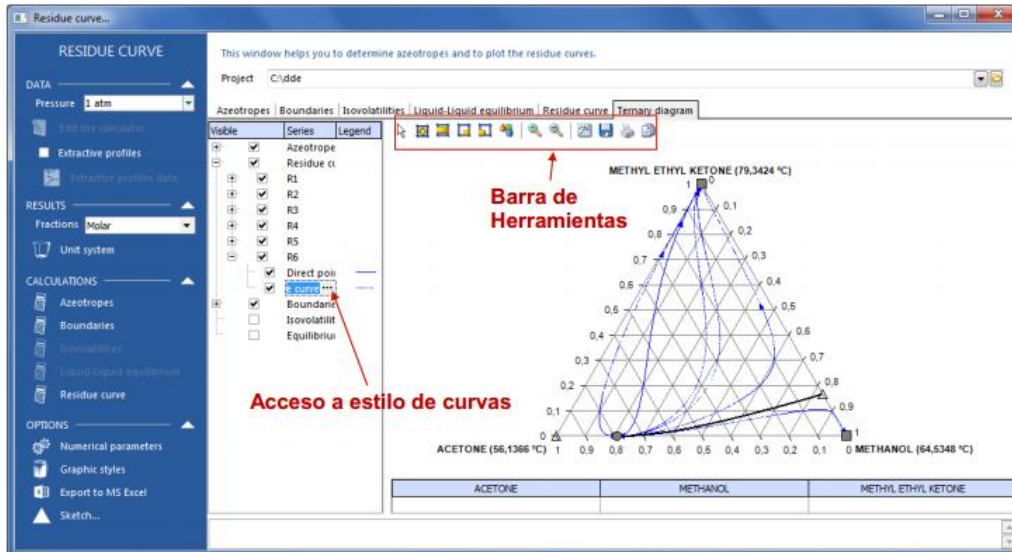 Residue curve...
RESIDUE CURVE
DATA
Pressure 1 atm
Edit the calculator
Extractive profiles
Extractive profiles data
RESULTS
Fractions Molar
Unit system
CALCULATIONS
Azeotropes
Boundaries
Isovolatilities
Liquid-Liquid equilibrium
Residue curve
OPTIONS
Numerical parameters
Graphic styles
Export to MS Excel
Sketch...
This window helps you to determine azeotropes and to plot the residue curves.
Project C:\dde
Azeotropes Boundaries Isovolatilities Liquid-Liquid equilibrium Residue curve Ternary diagram
Visible Series Legend
Azeotrope
Residue cu
R1
R2
R3
R4
R5
R6
Direct poin
e curve ...
Boundarie
Isovolatilit
Equilibriun
Barra de
Herramientas
Acceso a estilo de curvas
METHYL ETHYL KETONE (79,3424 ºC)
1 0
0,9 0,1
0,8 0,2
0,7 0,3
0,6 0,4
0,5 0,5
0,6
0,3 0,7
0,2 0,8
0,1 0,9
0 1
ACETONE (56,1366 ºC) 1 0,9 0,8 0,7 0,6 0,5 0,4 0,3 0,2 0,1 0 METHANOL (64,5348 ºC)
ACETONE METHANOL METHYL ETHYL KETONE